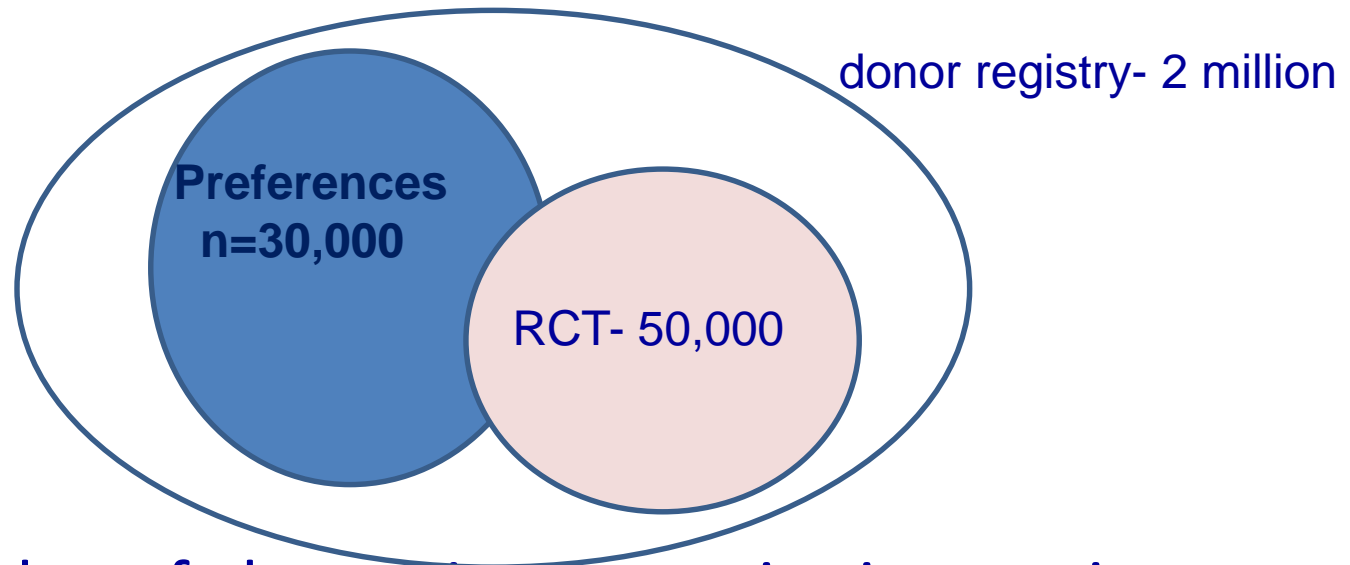 donor registry- 2 million
Preferences
n=30,000
RCT- 50,000